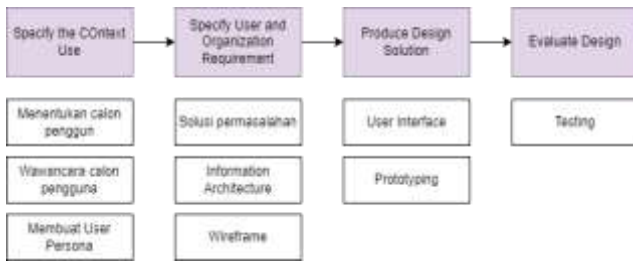 Specify the COntext
Use
Specify User and
Organization
Requirement
Produce Design
Solution
Evaluate Design
Menentukan calon
penggun
Solusi permasalahan
User Interface
Testing
Wawancara calon
pengguna
Information
Architecture
Prototyping
Membuat User
Persona
Wireframe